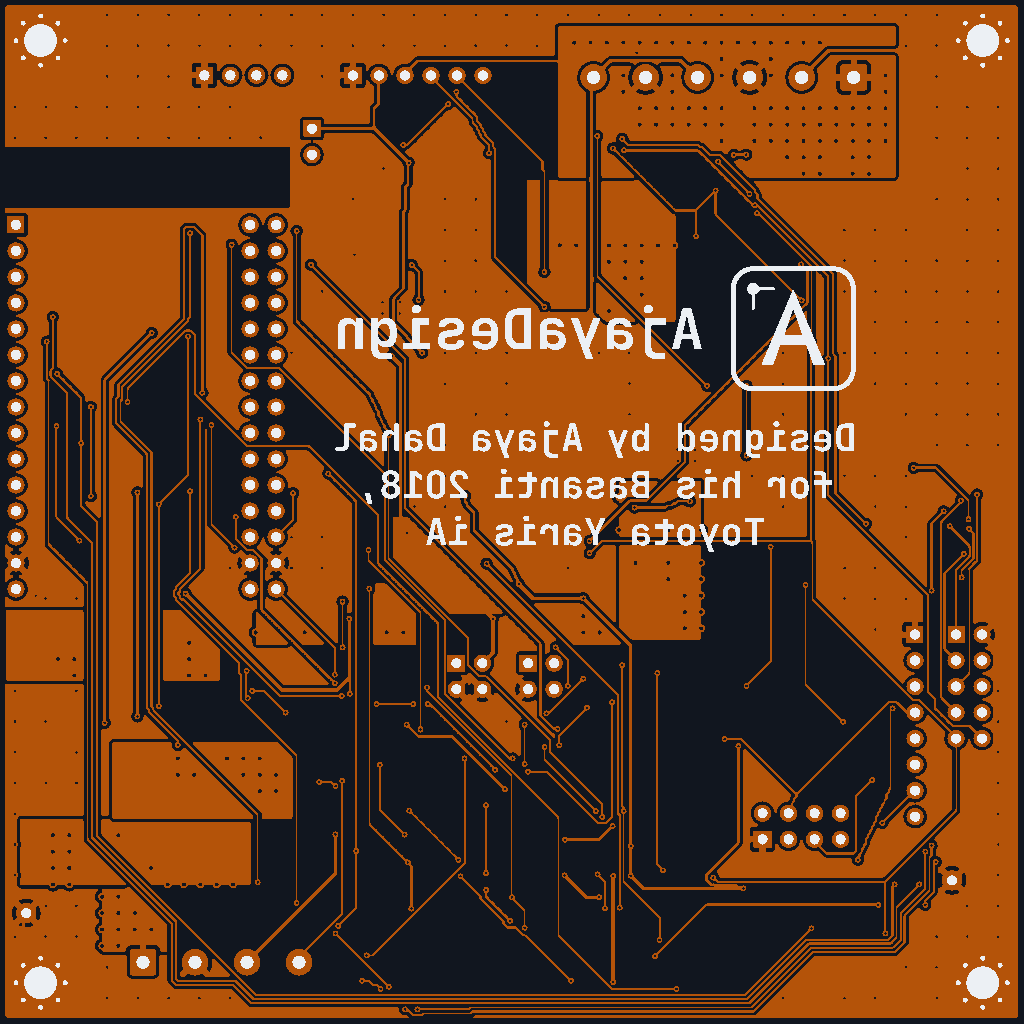 AjayaDesign
A
Designed by Ajaya Dahal
for his Basanti 2018,
Toyota Yaris iA